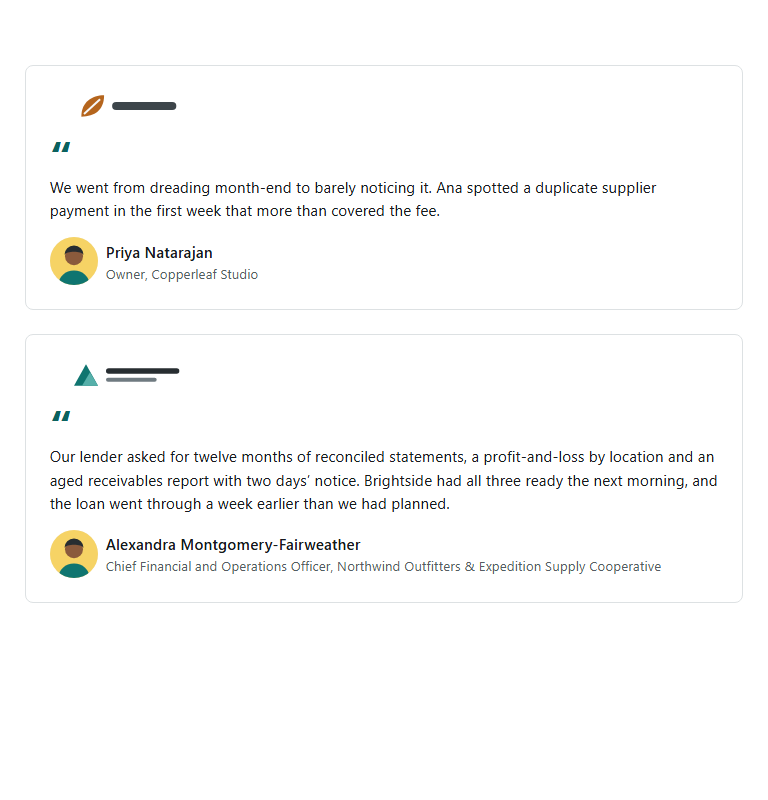 “
We went from dreading month-end to barely noticing it. Ana spotted a duplicate supplier
payment in the first week that more than covered the fee.
Priya Natarajan
Owner, Copperleaf Studio
“
Our lender asked for twelve months of reconciled statements, a profit-and-loss by location and an
aged receivables report with two days’ notice. Brightside had all three ready the next morning, and
the loan went through a week earlier than we had planned.
Alexandra Montgomery-Fairweather
Chief Financial and Operations Officer, Northwind Outfitters & Expedition Supply Cooperative